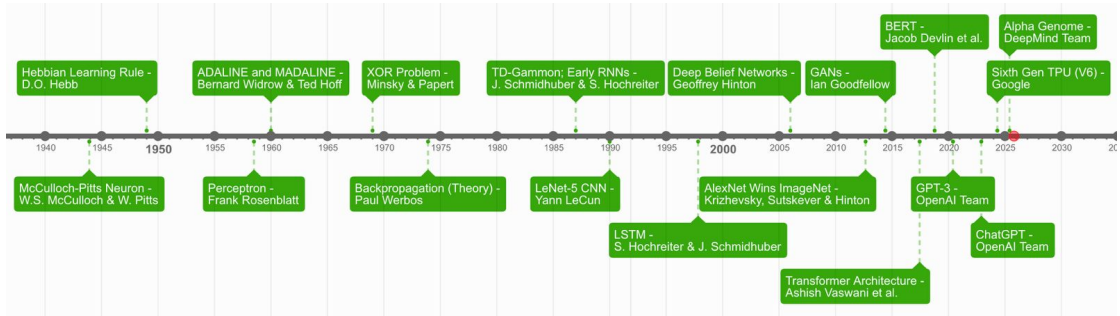 BERT -
Jacob Devlin et al.
Alpha Genome -
DeepMind Team
Hebbian Learning Rule -
D.O. Hebb
ADALINE and MADALINE -
Bernard Widrow & Ted Hoff
XOR Problem -
Minsky & Papert
TD-Gammon; Early RNNs -
J. Schmidhuber & S. Hochreiter
Deep Belief Networks -
Geoffrey Hinton
GANs -
Ian Goodfellow
Sixth Gen TPU (V6) -
Google
1940 1945 1950 1955 1960 1965 1970 1975 1980 1985 1990 1995 2000 2005 2010 2015 2020 2025 2030
McCulloch-Pitts Neuron -
W.S. McCulloch & W. Pitts
Perceptron -
Frank Rosenblatt
Backpropagation (Theory) -
Paul Werbos
LeNet-5 CNN -
Yann LeCun
AlexNet Wins ImageNet -
Krizhevsky, Sutskever & Hinton
GPT-3 -
OpenAI Team
LSTM -
S. Hochreiter & J. Schmidhuber
ChatGPT -
OpenAI Team
Transformer Architecture -
Ashish Vaswani et al.